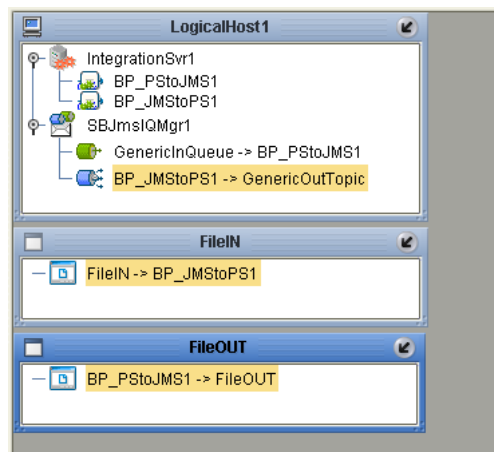 LogicalHost1
IntegrationSvr1
BP_PStoJMS1
BP_JMStoPS1
SBJmsIQMgr1
GenericInQueue -> BP_PStoJMS1
BP_JMStoPS1 -> GenericOutTopic
FileIN
FileIN -> BP_JMStoPS1
FileOUT
BP_PStoJMS1 -> FileOUT